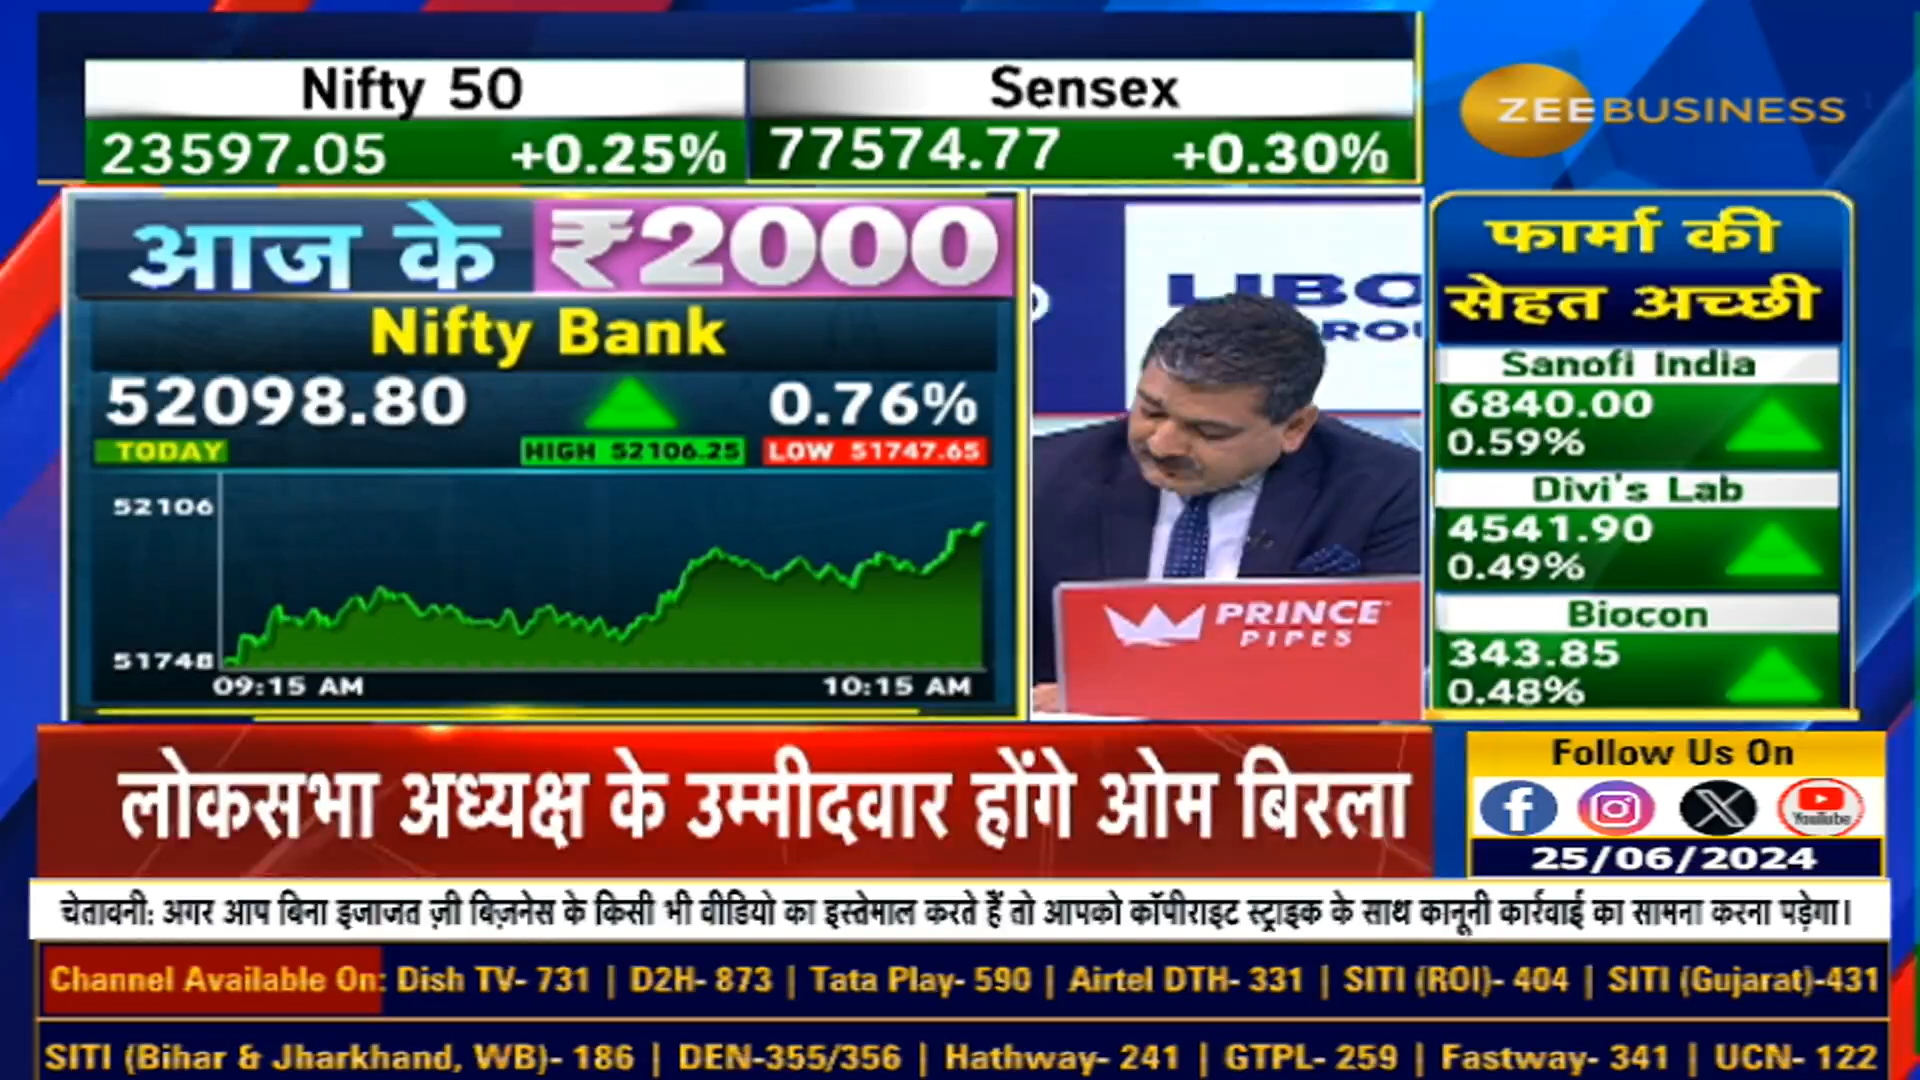 Nifty 50
23597.05 +0.25%
Sensex
77574.77 +0.30%
ZEEBUSINESS
आज के ₹2000
Nifty Bank
52098.80 0.76%
TODAY HIGH 52106.25 LOW 51747.65
52106
51748
09:15 AM 10:15 AM
PRINCE
PIPES
फार्मा की
सेहत अच्छी
Sanofi India
6840.00
0.59%
Divi's Lab
4541.90
0.49%
Biocon
343.85
0.48%
लोकसभा अध्यक्ष के उम्मीदवार होंगे ओम बिरला
Follow Us On
YouTube
25/06/2024
चेतावनी: अगर आप बिना इजाजत ज़ी बिज़नेस के किसी भी वीडियो का इस्तेमाल करते हैं तो आपको कॉपीराइट स्ट्राइक के साथ कानूनी कार्रवाई का सामना करना पड़ेगा।
Channel Available On: Dish TV- 731 | D2H- 873 | Tata Play- 590 | Airtel DTH- 331 | SITI (ROI)- 404 | SITI (Gujarat)-431
SITI (Bihar & Jharkhand, WB)- 186 | DEN-355/356 | Hathway- 241 | GTPL- 259 | Fastway- 341 | UCN- 122